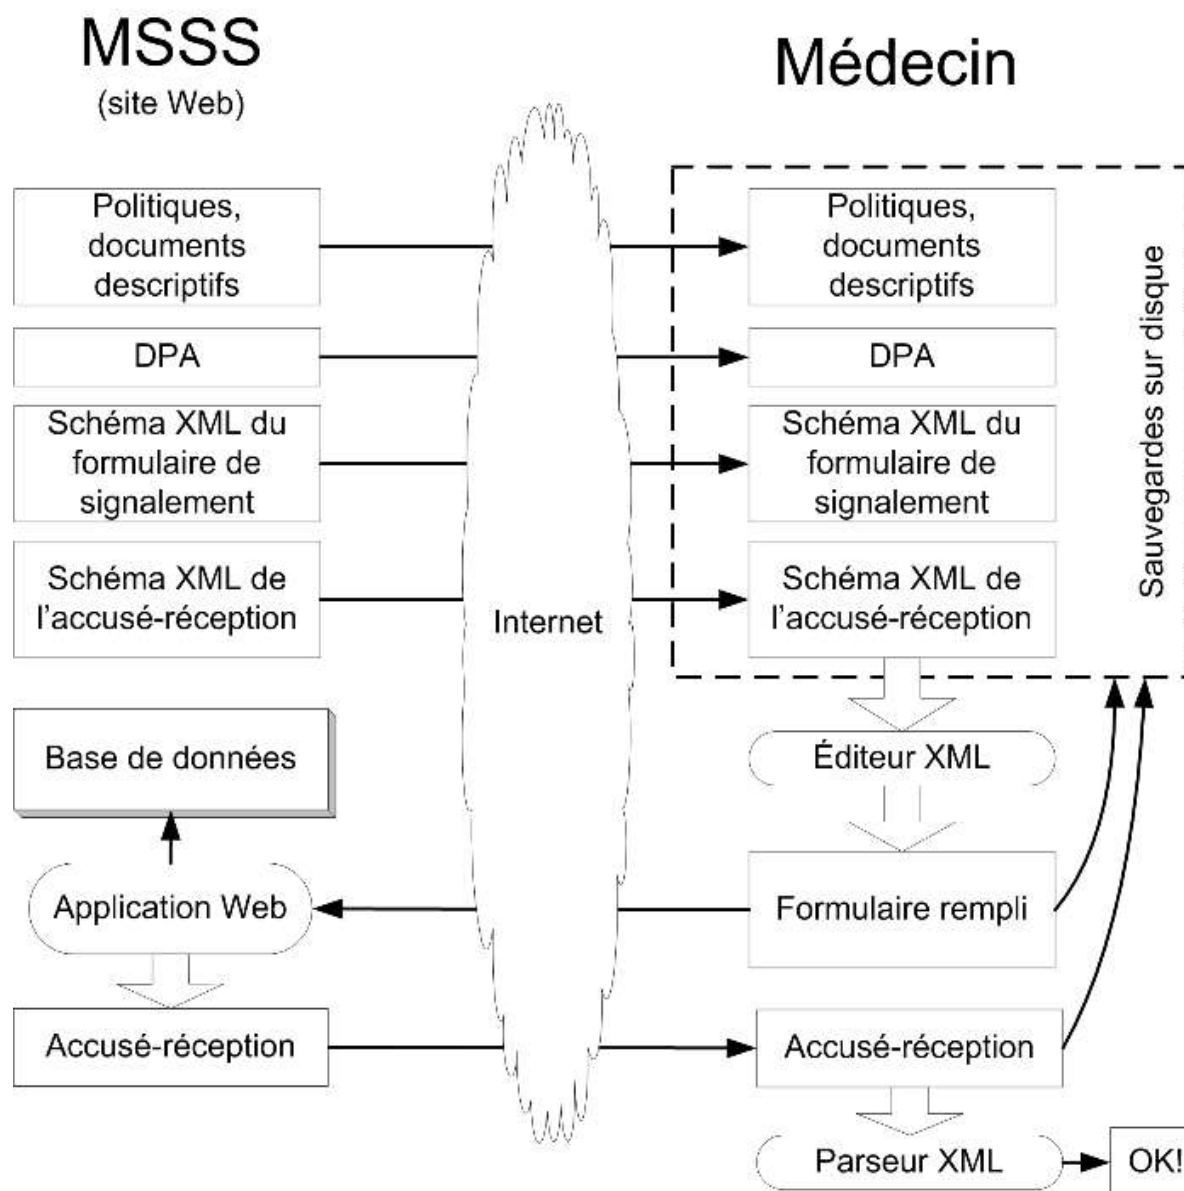 MSSS
(site Web)
Médecin
Politiques,
documents
descriptifs
Politiques,
documents
descriptifs
DPA
DPA
Schéma XML du
formulaire de
signalement
Schéma XML du
formulaire de
signalement
Schéma XML de
l'accusé-réception
Schéma XML de
l'accusé-réception
Sauvegardes sur disque
Internet
Base de données
Éditeur XML
Application Web
Formulaire rempli
Accusé-réception
Accusé-réception
Parseur XML
OK!